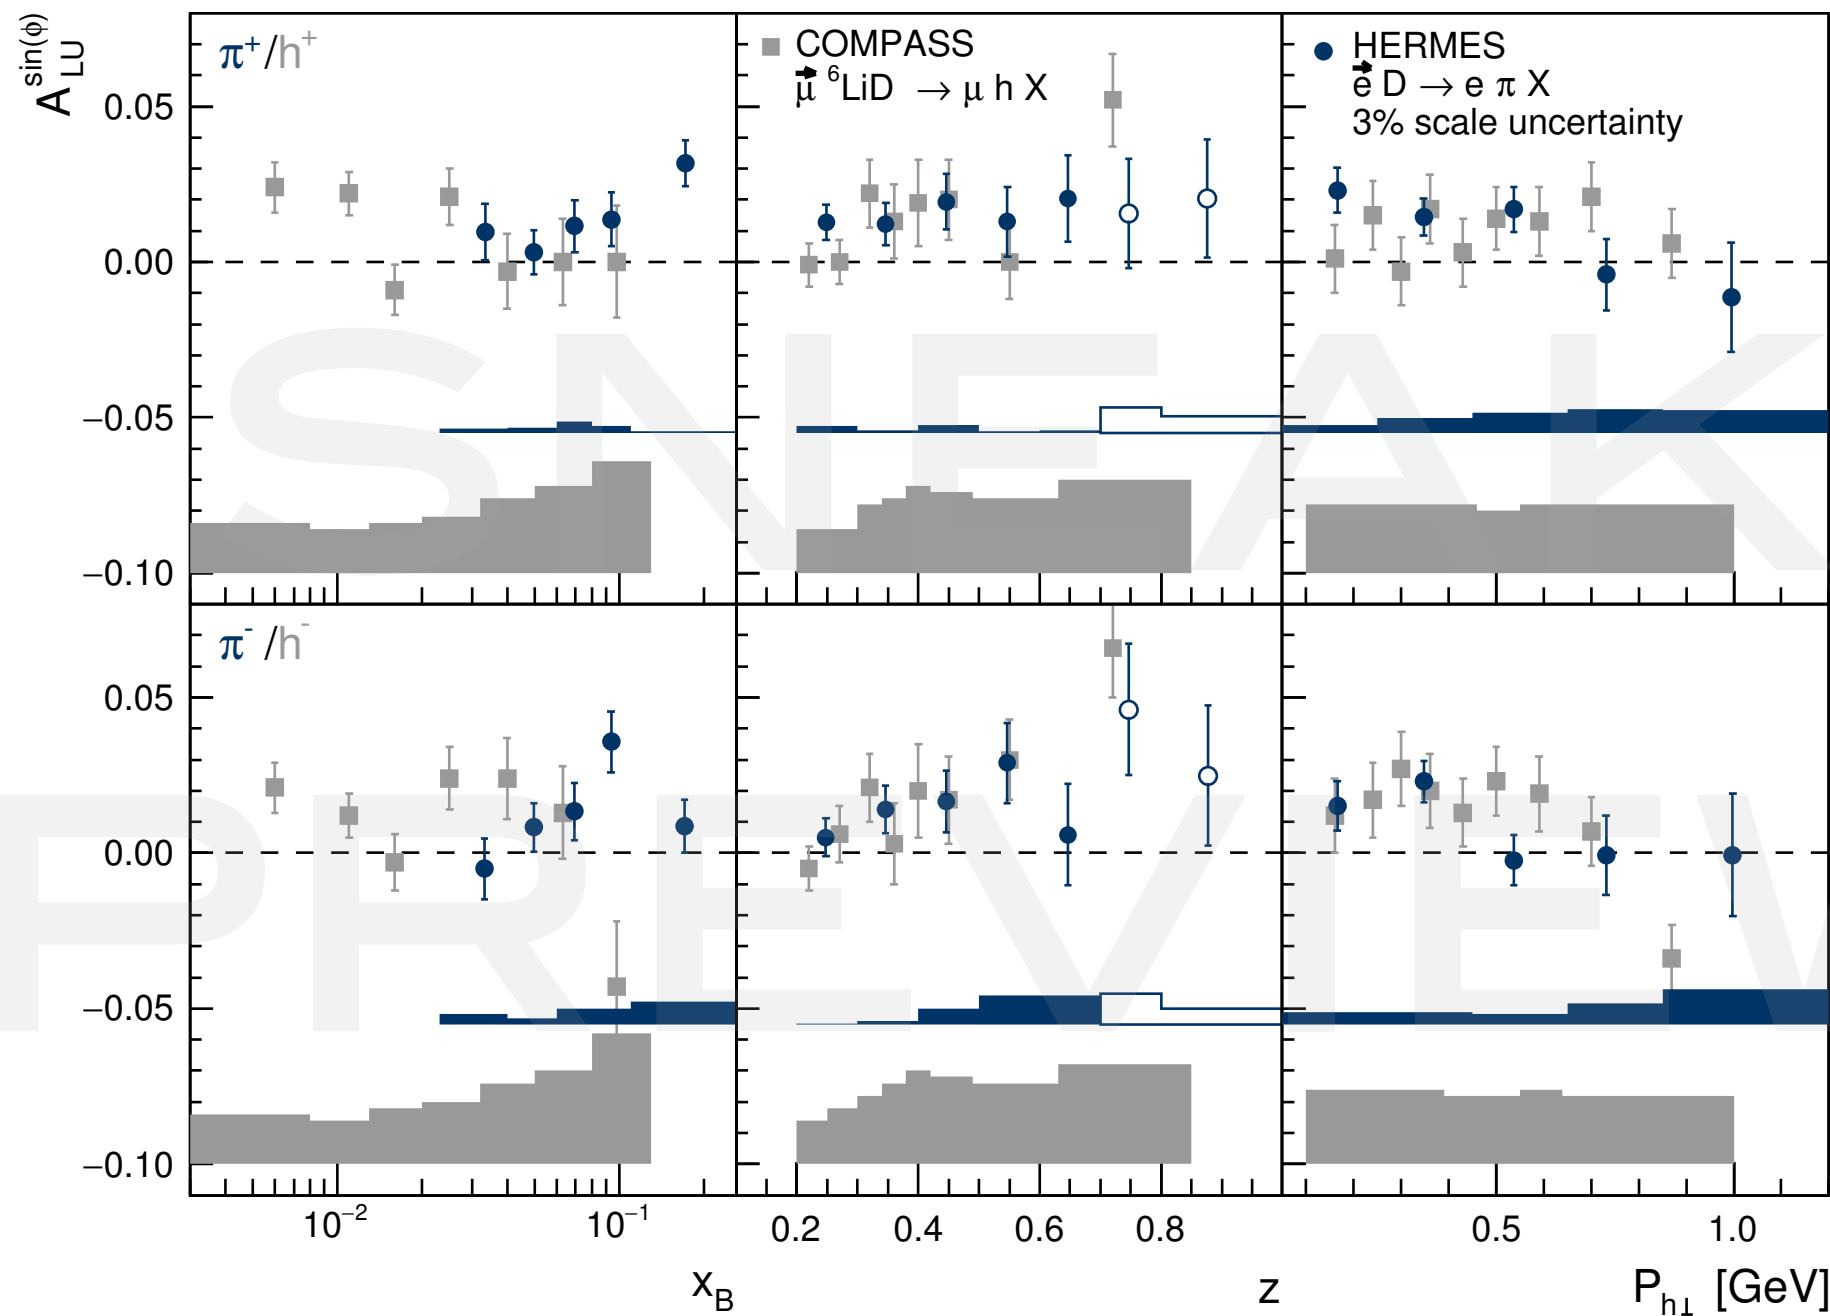 A_LU^sin(ϕ)
π⁺/h⁺
COMPASS
μ ⁶LiD → μ h X
HERMES
e D → e π X
3% scale uncertainty
0.05
0.00
−0.05
−0.10
π⁻/h⁻
0.05
0.00
−0.05
−0.10
10⁻² 10⁻¹ 0.2 0.4 0.6 0.8 0.5 1.0
x_B z P_h⊥ [GeV]
SNEAK
PREVIEW